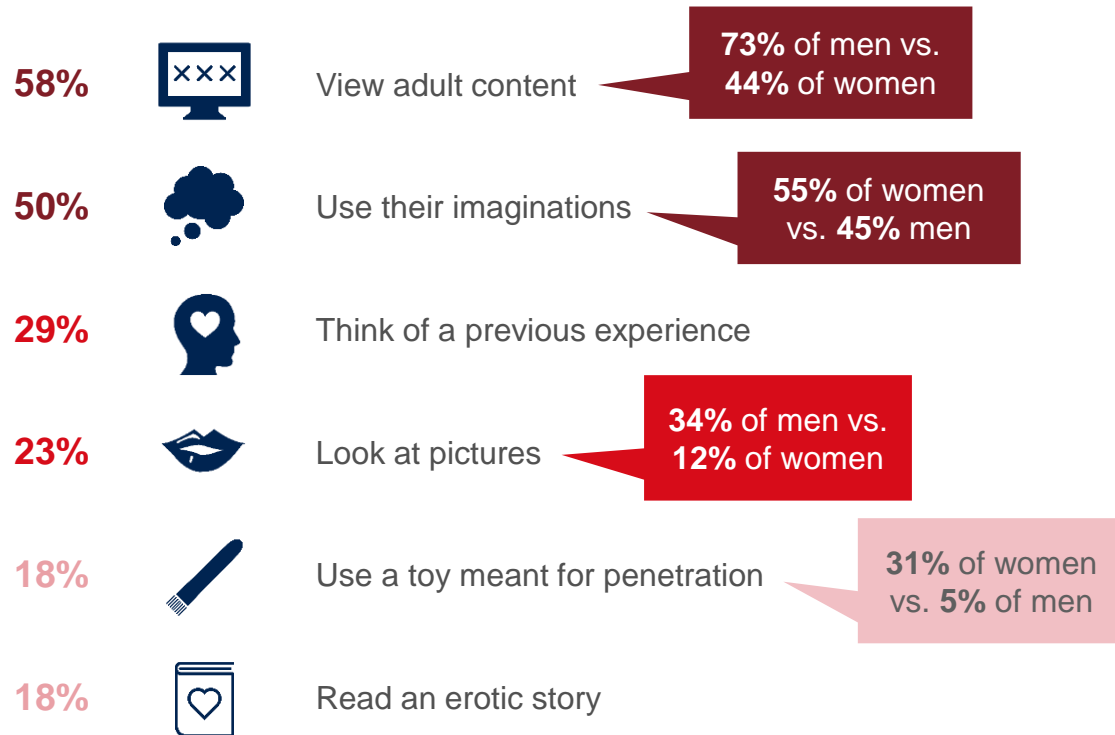 58%
XXX
View adult content
73% of men vs.
44% of women
50%
Use their imaginations
55% of women
vs. 45% men
29%
Think of a previous experience
23%
Look at pictures
34% of men vs.
12% of women
18%
Use a toy meant for penetration
31% of women
vs. 5% of men
18%
Read an erotic story